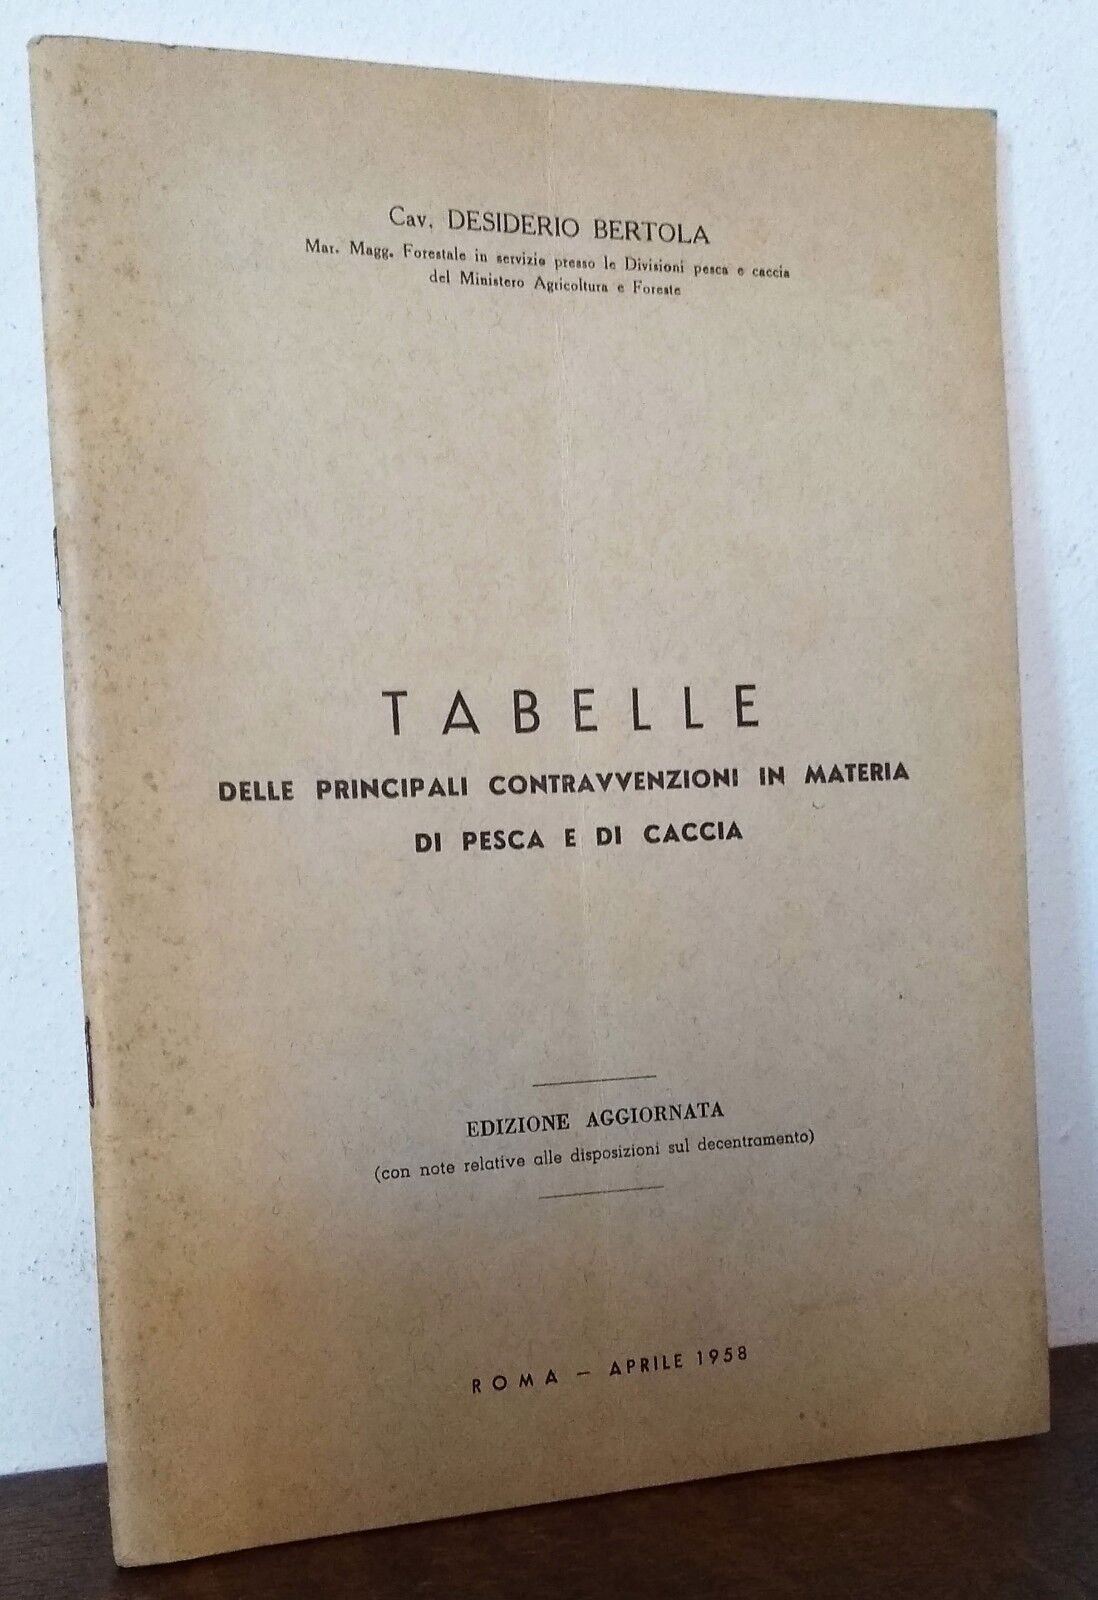 Cav. DESIDERIO BERTOLA
Mar. Magg. Forestale in servizio presso le Divisioni pesca e caccia
del Ministero Agricoltura e Foreste
TABELLE
DELLE PRINCIPALI CONTRAVVENZIONI IN MATERIA
DI PESCA E DI CACCIA
EDIZIONE AGGIORNATA
(con note relative alle disposizioni sul decentramento)
ROMA — APRILE 1958